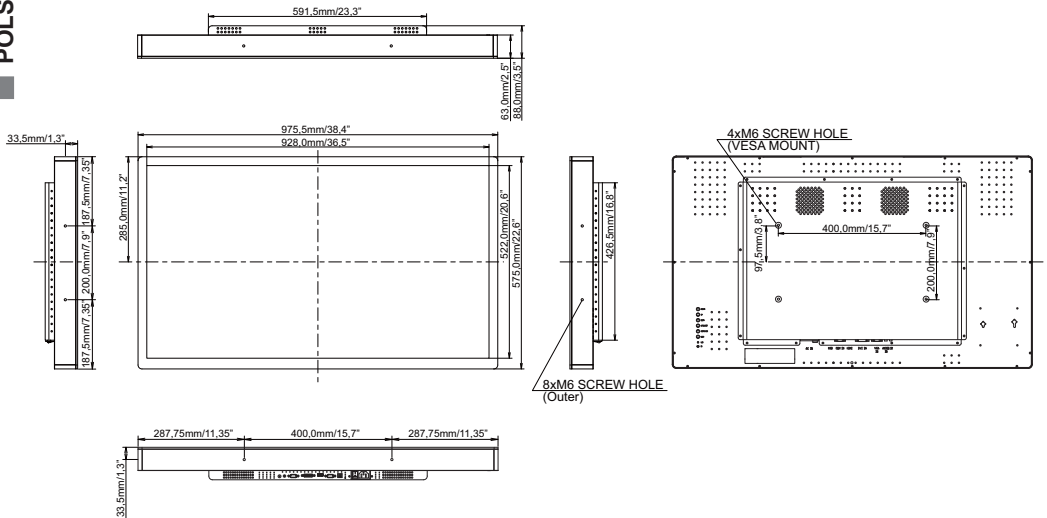 POLS
591,5mm/23,3"
63,0mm/2,5"
88,0mm/3,5"
33,5mm/1,3"
975,5mm/38,4"
928,0mm/36,5"
4xM6 SCREW HOLE
(VESA MOUNT)
187,5mm/7,35"
200,0mm/7,9"
187,5mm/7,35"
285,0mm/11,2"
522,0mm/20,6"
575,0mm/22,6"
426,5mm/16,8"
97,5mm/3,8"
400,0mm/15,7"
200,0mm/7,9"
8xM6 SCREW HOLE
(Outer)
287,75mm/11,35"
400,0mm/15,7"
287,75mm/11,35"
33,5mm/1,3"